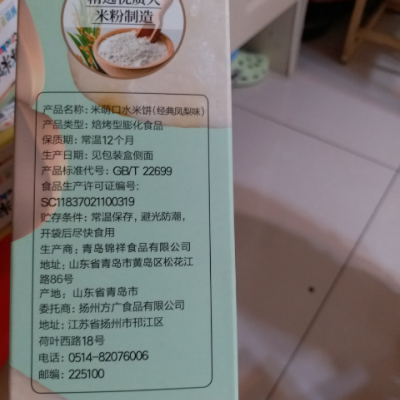 米粉制造
产品名称：米萌口水米饼（经典凤梨味）
产品类型：焙烤型膨化食品
保质期：常温12个月
生产日期：见包装盒侧面
产品标准代号：GB/T 22699
食品生产许可证编号：
SC11837021100319
贮存条件：常温保存，避光防潮，
开袋后尽快食用
生产商：青岛锦祥食品有限公司
地址：山东省青岛市黄岛区松花江
路86号
产地：山东省青岛市
委托商：扬州方广食品有限公司
地址：江苏省扬州市邗江区
荷叶西路18号
电话：0514-82076006
邮编：225100